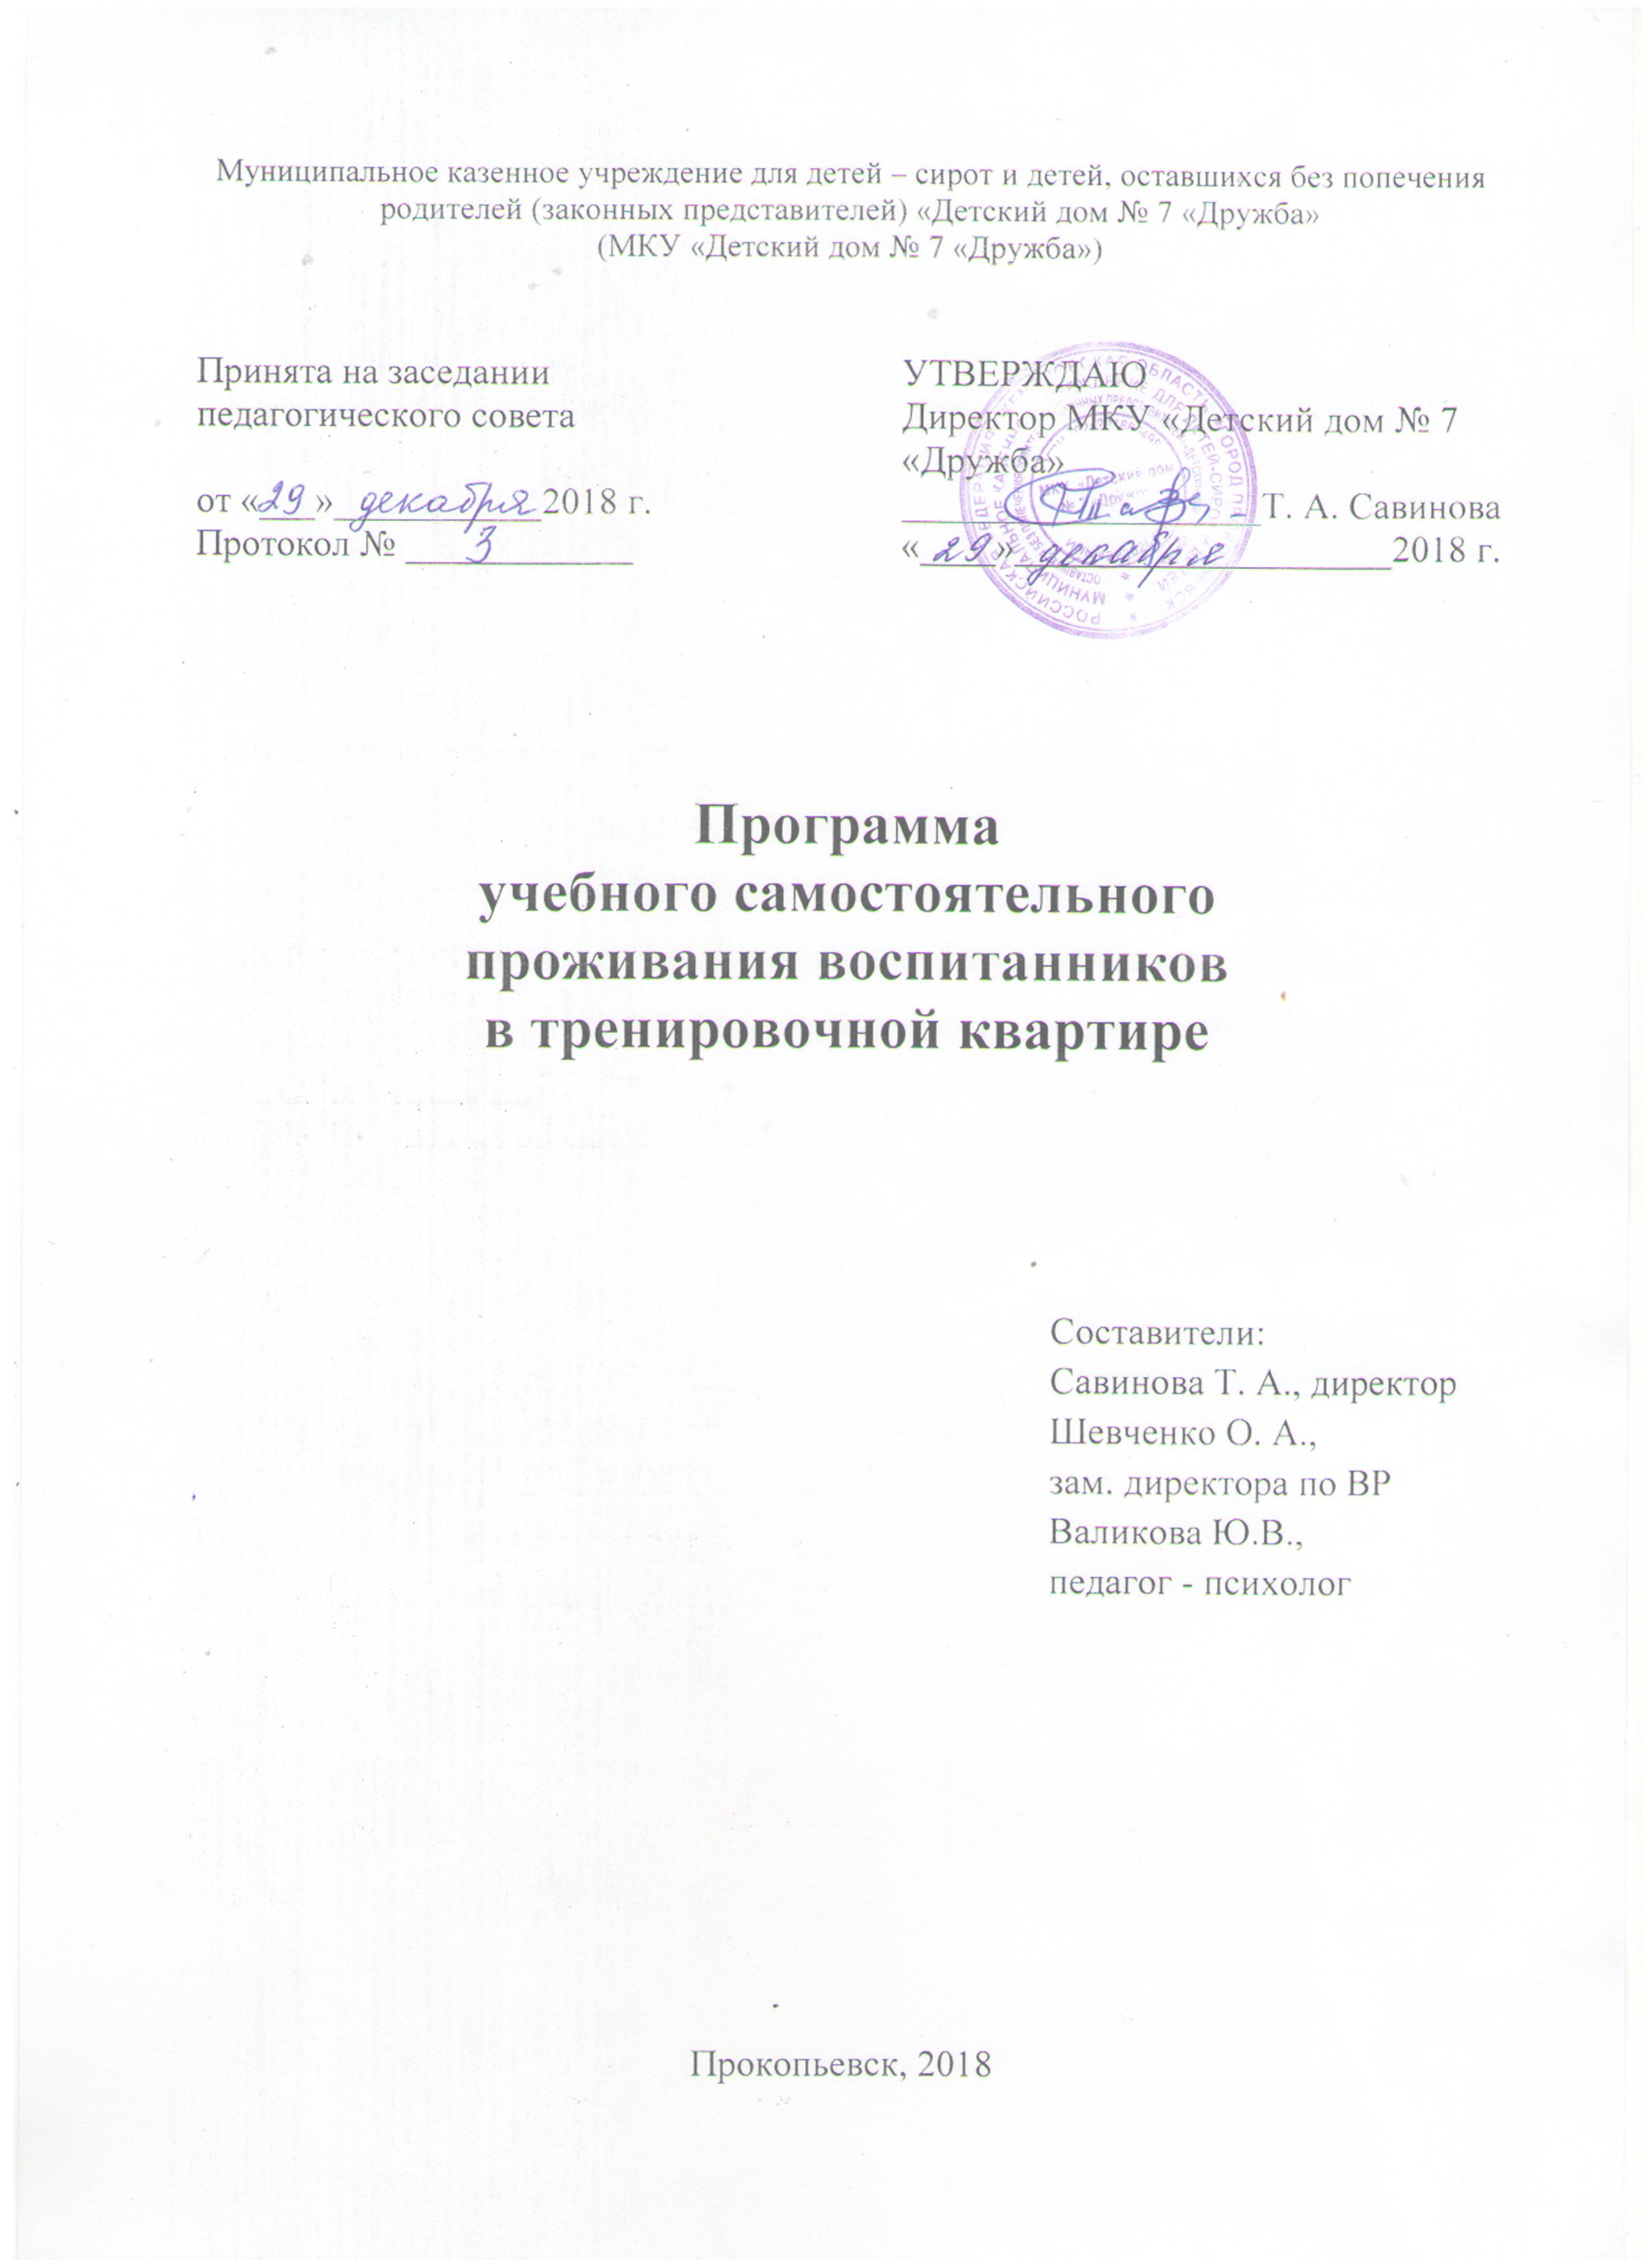 Муниципальное казенное учреждение для детей – сирот и детей, оставшихся без попечения
родителей (законных представителей) «Детский дом № 7 «Дружба»
(МКУ «Детский дом № 7 «Дружба»)
Принята на заседании
педагогического совета
от «29» декабря 2018 г.
Протокол № 3
УТВЕРЖДАЮ
Директор МКУ «Детский дом № 7
«Дружба»
Т. А. Савинова
«29» декабря 2018 г.
Программа
учебного самостоятельного
проживания воспитанников
в тренировочной квартире
Составители:
Савинова Т. А., директор
Шевченко О. А.,
зам. директора по ВР
Валикова Ю.В.,
педагог - психолог
Прокопьевск, 2018